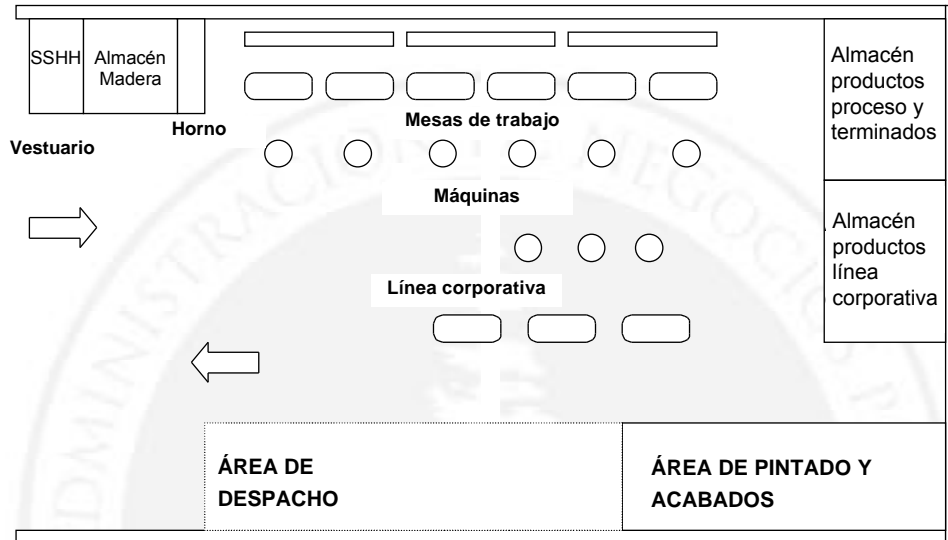 SSHH
Almacén
Madera
Horno
Vestuario
Mesas de trabajo
Máquinas
Línea corporativa
Almacén
productos
proceso y
terminados
Almacén
productos
línea
corporativa
ÁREA DE
DESPACHO
ÁREA DE PINTADO Y
ACABADOS